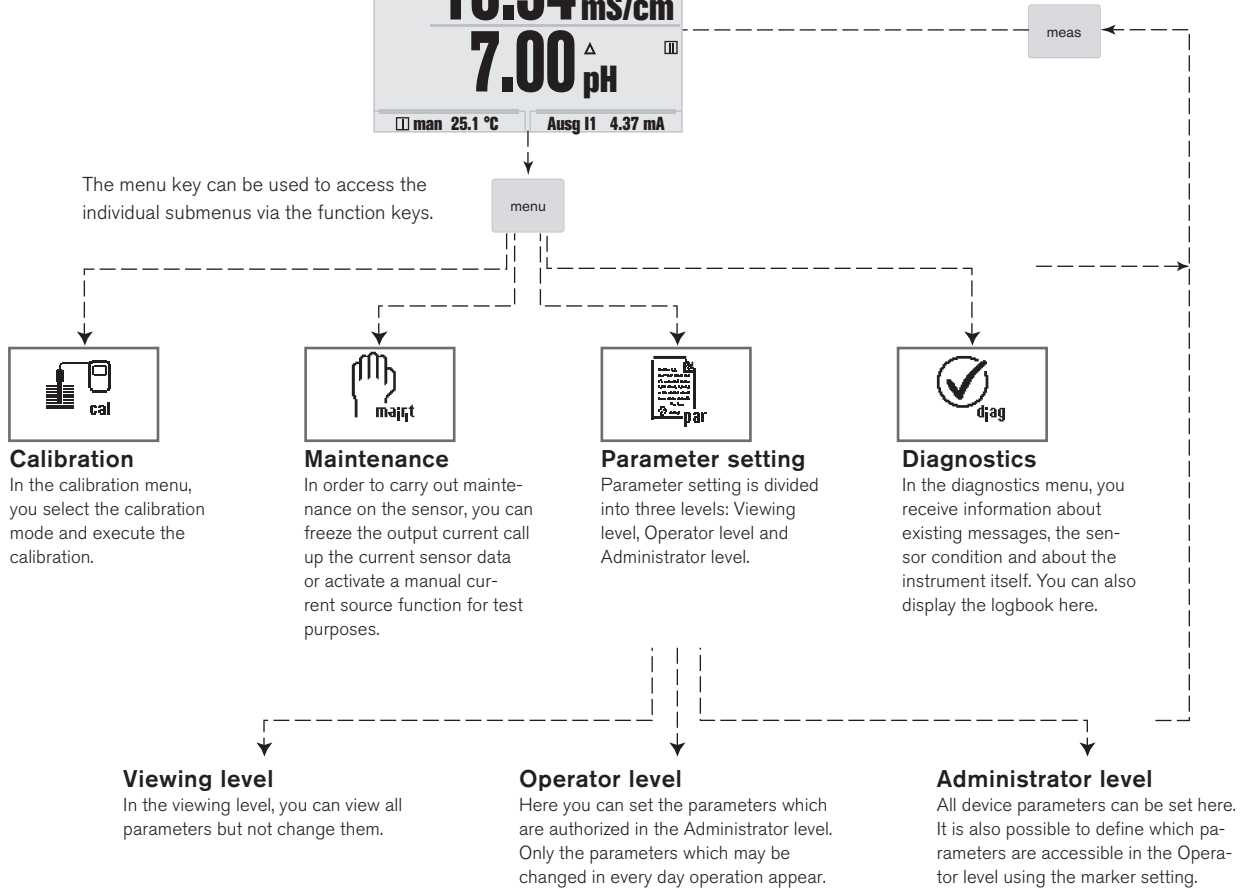 mS/cm
meas
7.00 Δ pH
man 25.1 °C Ausg I1 4.37 mA
The menu key can be used to access the
individual submenus via the function keys.
menu
cal
maint
par
diag
Calibration
In the calibration menu,
you select the calibration
mode and execute the
calibration.
Maintenance
In order to carry out mainte-
nance on the sensor, you can
freeze the output current call
up the current sensor data
or activate a manual cur-
rent source function for test
purposes.
Parameter setting
Parameter setting is divided
into three levels: Viewing
level, Operator level and
Administrator level.
Diagnostics
In the diagnostics menu, you
receive information about
existing messages, the sen-
sor condition and about the
instrument itself. You can also
display the logbook here.
Viewing level
In the viewing level, you can view all
parameters but not change them.
Operator level
Here you can set the parameters which
are authorized in the Administrator level.
Only the parameters which may be
changed in every day operation appear.
Administrator level
All device parameters can be set here.
It is also possible to define which pa-
rameters are accessible in the Opera-
tor level using the marker setting.